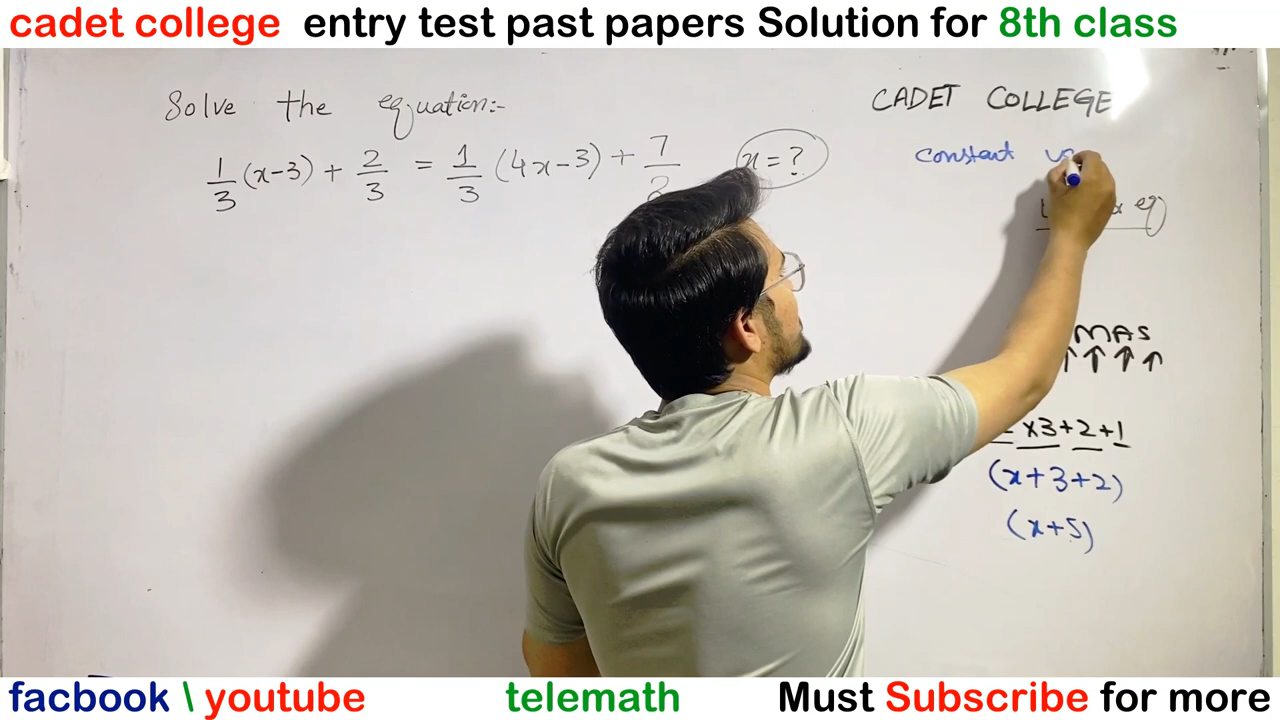 cadet college entry test past papers Solution for 8th class
Solve the equation:-
1/3 (x-3) + 2/3 = 1/3 (4x-3) + 7/ x = ?
CADET COLLEGE
constant
eq
MAS
↑ ↑ ↑ ↑
x3+2+1
(x+3+2)
(x+5)
facbook \ youtube telemath Must Subscribe for more